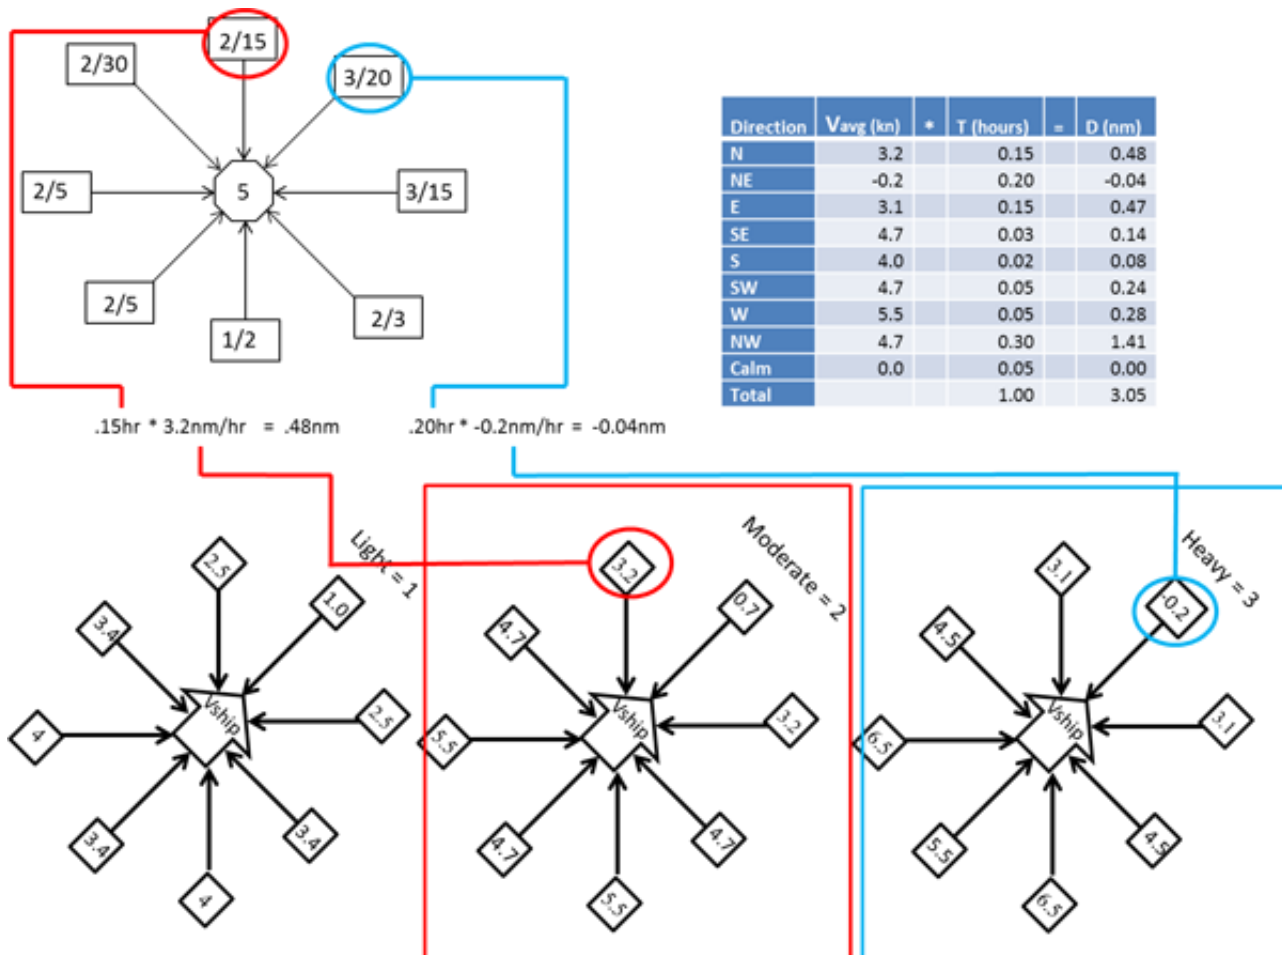 2/15
2/30
3/20
2/5
5
3/15
2/5
1/2
2/3
Direction Vavg (kn) * T (hours) = D (nm)
N 3.2 0.15 0.48
NE -0.2 0.20 -0.04
E 3.1 0.15 0.47
SE 4.7 0.03 0.14
S 4.0 0.02 0.08
SW 4.7 0.05 0.24
W 5.5 0.05 0.28
NW 4.7 0.30 1.41
Calm 0.0 0.05 0.00
Total 1.00 3.05
.15hr * 3.2nm/hr = .48nm
.20hr * -0.2nm/hr = -0.04nm
Light = 1
2.5
1.0
3.4
2.5
Vship
4
3.4
3.4
4
Moderate = 2
3.2
0.7
4.7
3.2
Vship
5.5
4.7
4.7
5.5
Heavy = 3
3.1
-0.2
4.5
3.1
Vship
6.5
5.5
4.5
6.5